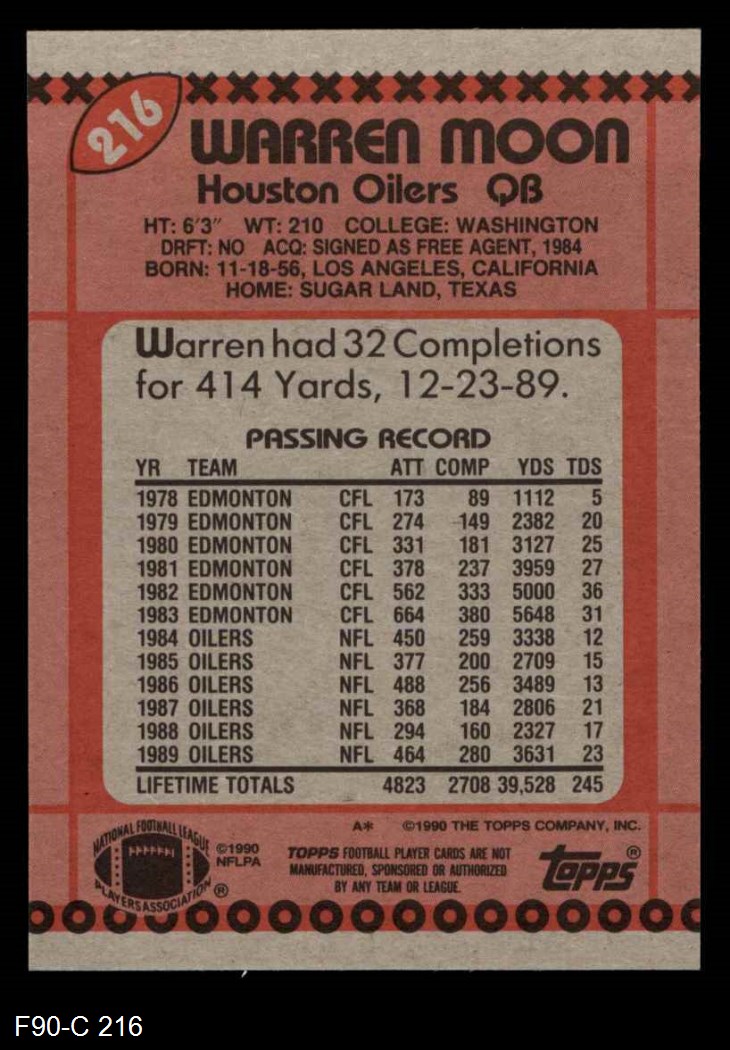 216
WARREN MOON
Houston Oilers QB
HT: 6'3" WT: 210 COLLEGE: WASHINGTON
DRFT: NO ACQ: SIGNED AS FREE AGENT, 1984
BORN: 11-18-56, LOS ANGELES, CALIFORNIA
HOME: SUGAR LAND, TEXAS
Warren had 32 Completions
for 414 Yards, 12-23-89.
PASSING RECORD
YR TEAM ATT COMP YDS TDS
1978 EDMONTON CFL 173 89 1112 5
1979 EDMONTON CFL 274 149 2382 20
1980 EDMONTON CFL 331 181 3127 25
1981 EDMONTON CFL 378 237 3959 27
1982 EDMONTON CFL 562 333 5000 36
1983 EDMONTON CFL 664 380 5648 31
1984 OILERS NFL 450 259 3338 12
1985 OILERS NFL 377 200 2709 15
1986 OILERS NFL 488 256 3489 13
1987 OILERS NFL 368 184 2806 21
1988 OILERS NFL 294 160 2327 17
1989 OILERS NFL 464 280 3631 23
LIFETIME TOTALS 4823 2708 39,528 245
A* ©1990 THE TOPPS COMPANY, INC.
NATIONAL FOOTBALL LEAGUE
PLAYERS ASSOCIATION ®
©1990
NFLPA
TOPPS FOOTBALL PLAYER CARDS ARE NOT
MANUFACTURED, SPONSORED OR AUTHORIZED
BY ANY TEAM OR LEAGUE.
topps®
F90-C 216